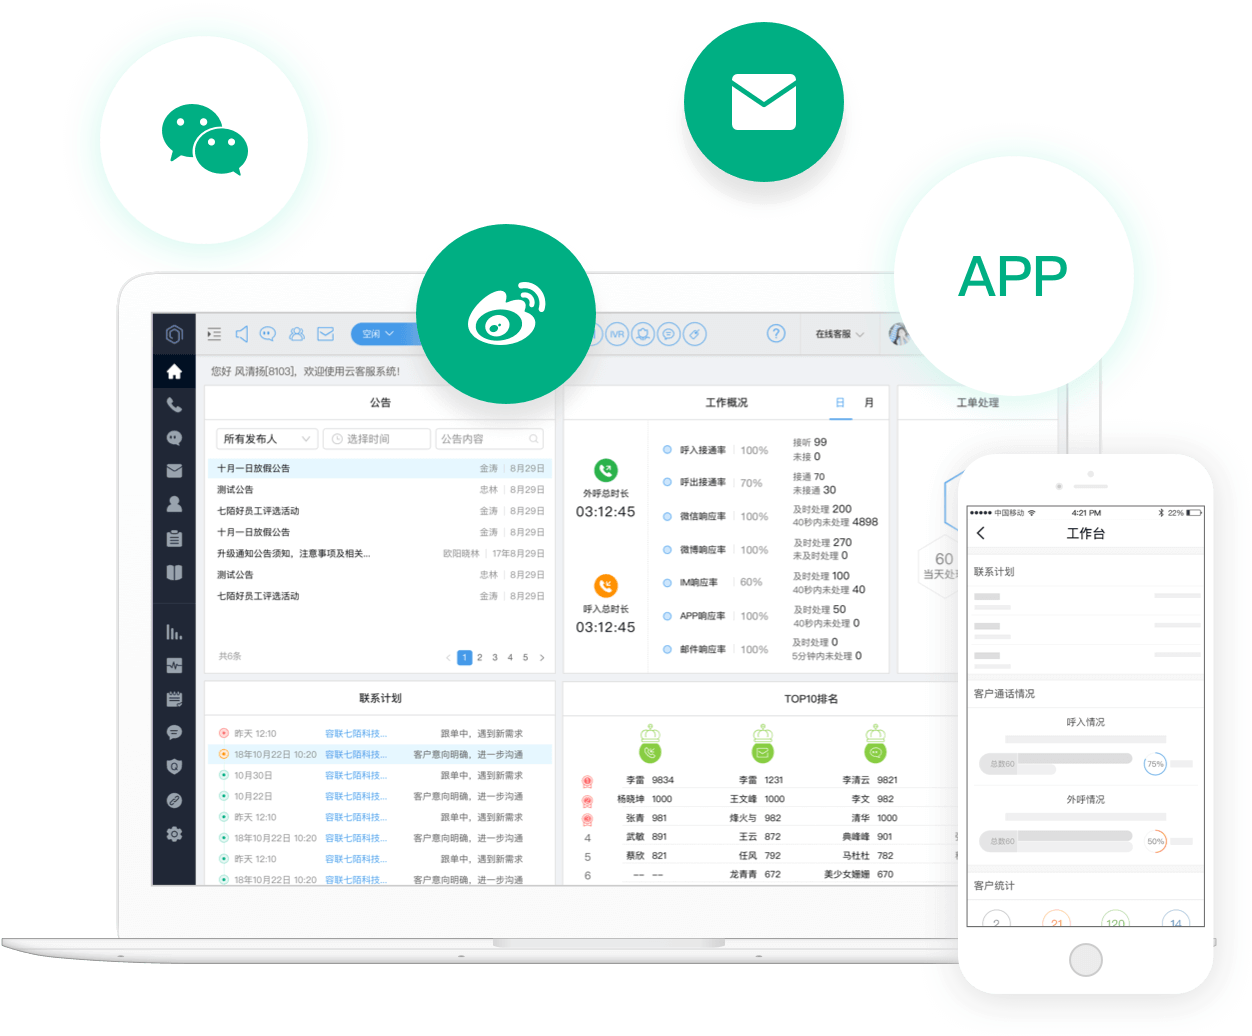 APP
空闲
IVR
?
在线客服
您好 风清扬[8103]，欢迎使用云客服系统!
公告
所有发布人
选择时间
公告内容
十月一日放假公告 金涛 8月29日
测试公告 忠林 8月29日
七陌好员工评选活动 金涛 8月29日
十月一日放假公告 金涛 8月29日
升级通知公告须知，注意事项及相关... 欧阳晓林 17年8月29日
测试公告 忠林 8月29日
七陌好员工评选活动 金涛 8月29日
共6条
< 1 2 3 4 5 >
工作概况 日 月
外呼总时长
03:12:45
呼入总时长
03:12:45
呼入接通率 100% 接听 99
未接 0
呼出接通率 70% 接通 70
未接通 30
微信响应率 100% 及时处理 200
40秒内未处理 4898
微博响应率 100% 及时处理 270
未及时处理 0
IM响应率 60% 及时处理 100
40秒内未处理 40
APP响应率 100% 及时处理 50
40秒内未处理 0
邮件响应率 100% 及时处理 0
5分钟内未处理 0
工单处理
60
当天处
联系计划
昨天 12:10 容联七陌科技... 跟单中，遇到新需求
18年10月22日 10:20 容联七陌科技... 客户意向明确，进一步沟通
10月30日 容联七陌科技... 跟单中，遇到新需求
10月22日 容联七陌科技... 客户意向明确，进一步沟通
昨天 12:10 容联七陌科技... 跟单中，遇到新需求
18年10月22日 10:20 容联七陌科技... 客户意向明确，进一步沟通
昨天 12:10 容联七陌科技... 跟单中，遇到新需求
18年10月22日 10:20 容联七陌科技... 客户意向明确，进一步沟通
TOP10排名
李雷 9834 李雷 1231 李清云 9821
杨晓坤 1000 王文峰 1000 李文 982
张青 981 烽火与 982 清华 1000
4 武敏 891 王云 872 典峰峰 901
5 蔡欣 821 任风 792 马杜杜 782
6 —— —— 龙青青 672 美少女姗姗 670
中国移动 4:21 PM 22%
工作台
联系计划
客户通话情况
呼入情况
总数60 75%
外呼情况
总数60 50%
客户统计
2 21 120 14